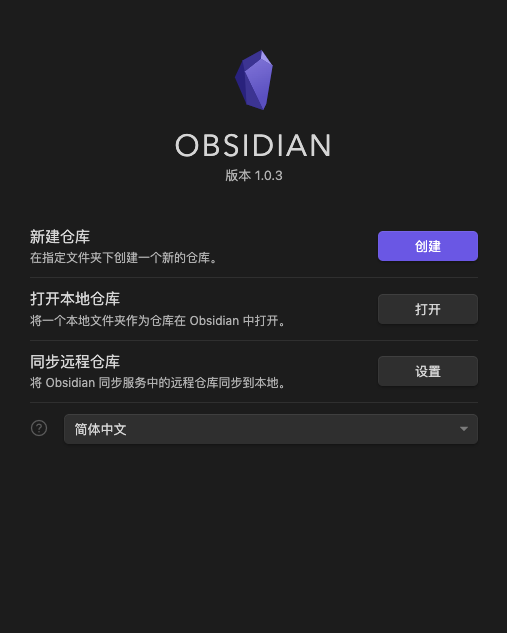 OBSIDIAN
版本 1.0.3
新建仓库
在指定文件夹下创建一个新的仓库。
创建
打开本地仓库
将一个本地文件夹作为仓库在 Obsidian 中打开。
打开
同步远程仓库
将 Obsidian 同步服务中的远程仓库同步到本地。
设置
?
简体中文